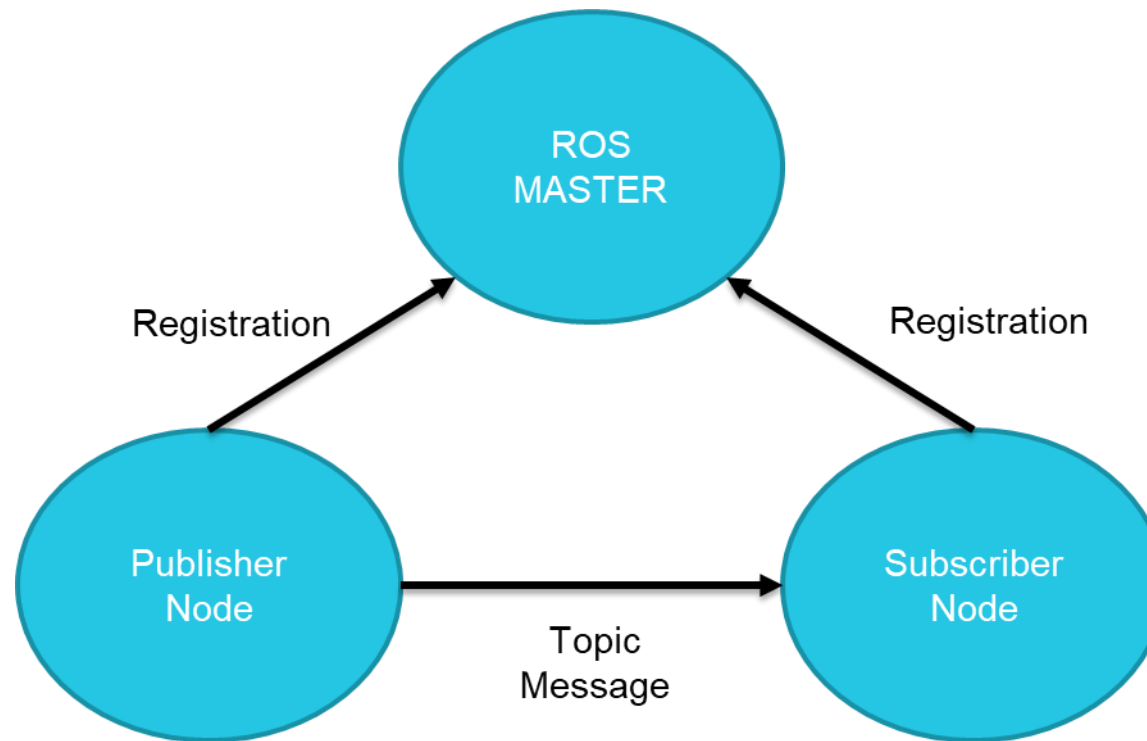 ROS
MASTER
Registration
Registration
Publisher
Node
Subscriber
Node
Topic
Message